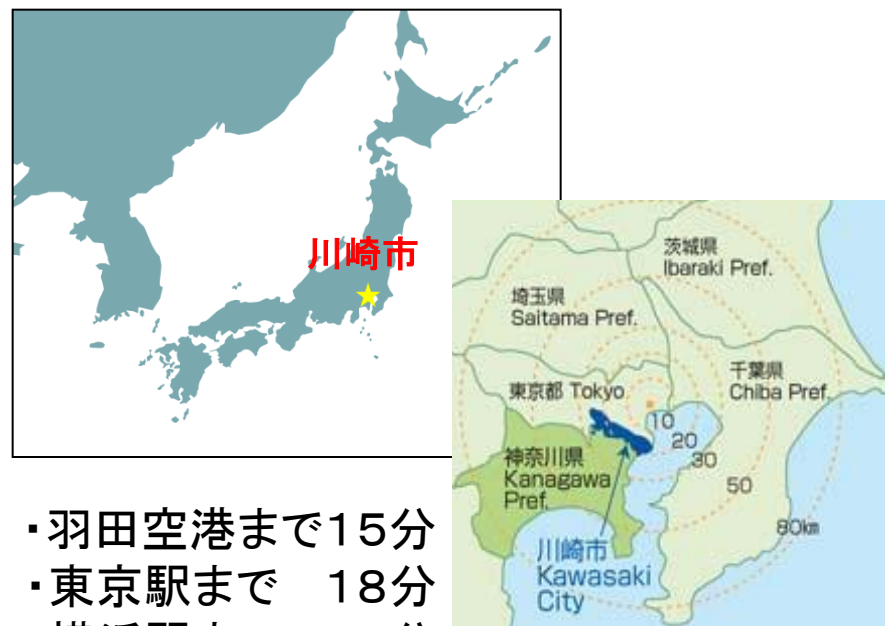 川崎市
茨城県
Ibaraki Pref.
埼玉県
Saitama Pref.
千葉県
Chiba Pref.
東京都 Tokyo
10
20
30
50
80km
神奈川県
Kanagawa
Pref.
川崎市
Kawasaki
City
・羽田空港まで15分
・東京駅まで　18分